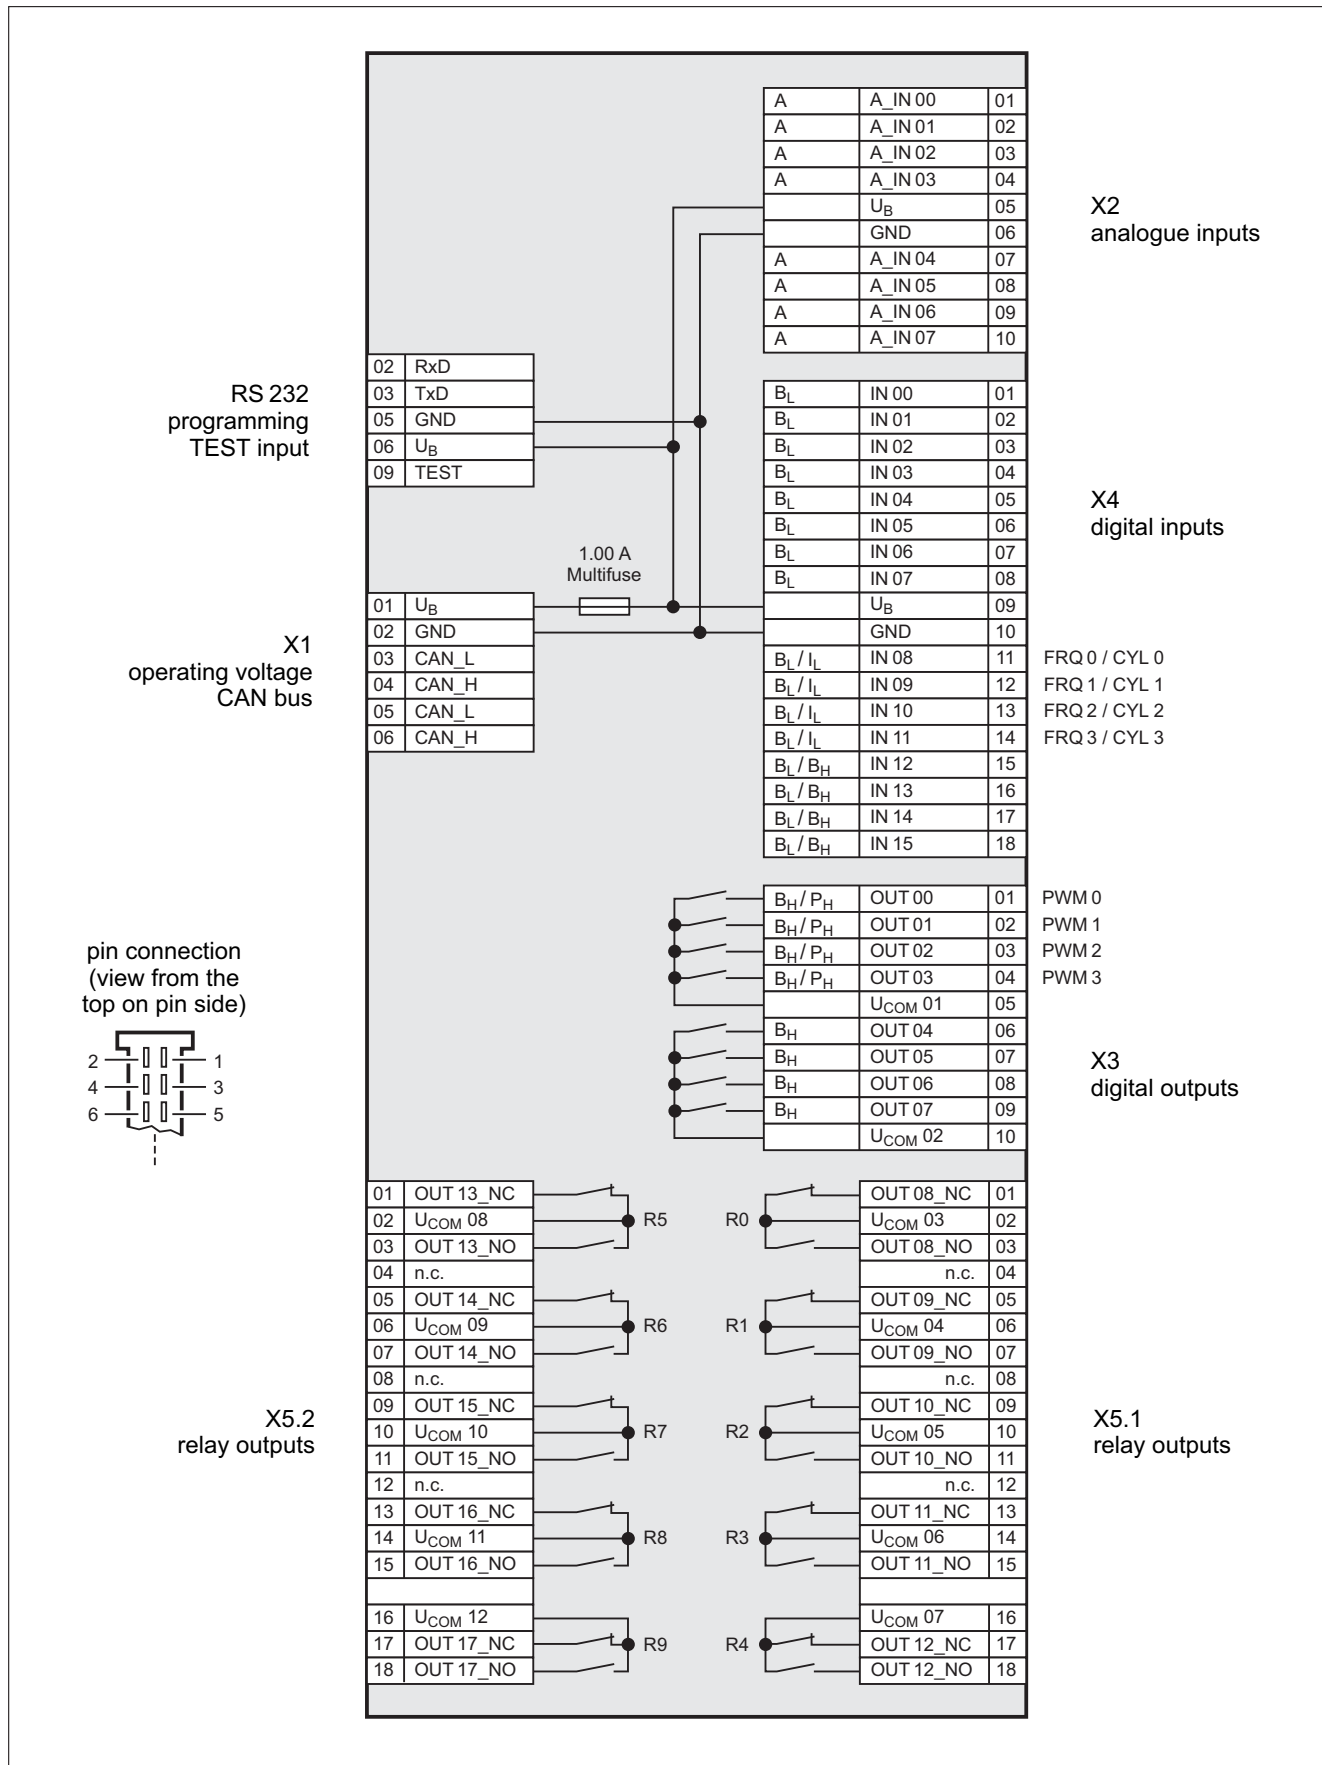 A A_IN 00 01
A A_IN 01 02
A A_IN 02 03
A A_IN 03 04
U_B 05
GND 06
A A_IN 04 07
A A_IN 05 08
A A_IN 06 09
A A_IN 07 10
X2
analogue inputs
RS 232
programming
TEST input
02 RxD
03 TxD
05 GND
06 U_B
09 TEST
B_L IN 00 01
B_L IN 01 02
B_L IN 02 03
B_L IN 03 04
B_L IN 04 05
B_L IN 05 06
B_L IN 06 07
B_L IN 07 08
U_B 09
GND 10
B_L / I_L IN 08 11 FRQ 0 / CYL 0
B_L / I_L IN 09 12 FRQ 1 / CYL 1
B_L / I_L IN 10 13 FRQ 2 / CYL 2
B_L / I_L IN 11 14 FRQ 3 / CYL 3
B_L / B_H IN 12 15
B_L / B_H IN 13 16
B_L / B_H IN 14 17
B_L / B_H IN 15 18
X4
digital inputs
1.00 A
Multifuse
X1
operating voltage
CAN bus
01 U_B
02 GND
03 CAN_L
04 CAN_H
05 CAN_L
06 CAN_H
B_H / P_H OUT 00 01 PWM 0
B_H / P_H OUT 01 02 PWM 1
B_H / P_H OUT 02 03 PWM 2
B_H / P_H OUT 03 04 PWM 3
U_COM 01 05
B_H OUT 04 06
B_H OUT 05 07
B_H OUT 06 08
B_H OUT 07 09
U_COM 02 10
X3
digital outputs
pin connection
(view from the
top on pin side)
2 1
4 3
6 5
X5.2
relay outputs
01 OUT 13_NC
02 U_COM 08 R5
03 OUT 13_NO
04 n.c.
05 OUT 14_NC
06 U_COM 09 R6
07 OUT 14_NO
08 n.c.
09 OUT 15_NC
10 U_COM 10 R7
11 OUT 15_NO
12 n.c.
13 OUT 16_NC
14 U_COM 11 R8
15 OUT 16_NO
16 U_COM 12
17 OUT 17_NC R9
18 OUT 17_NO
OUT 08_NC 01
R0 U_COM 03 02
OUT 08_NO 03
n.c. 04
OUT 09_NC 05
R1 U_COM 04 06
OUT 09_NO 07
n.c. 08
OUT 10_NC 09
R2 U_COM 05 10
OUT 10_NO 11
n.c. 12
OUT 11_NC 13
R3 U_COM 06 14
OUT 11_NO 15
U_COM 07 16
R4 OUT 12_NC 17
OUT 12_NO 18
X5.1
relay outputs